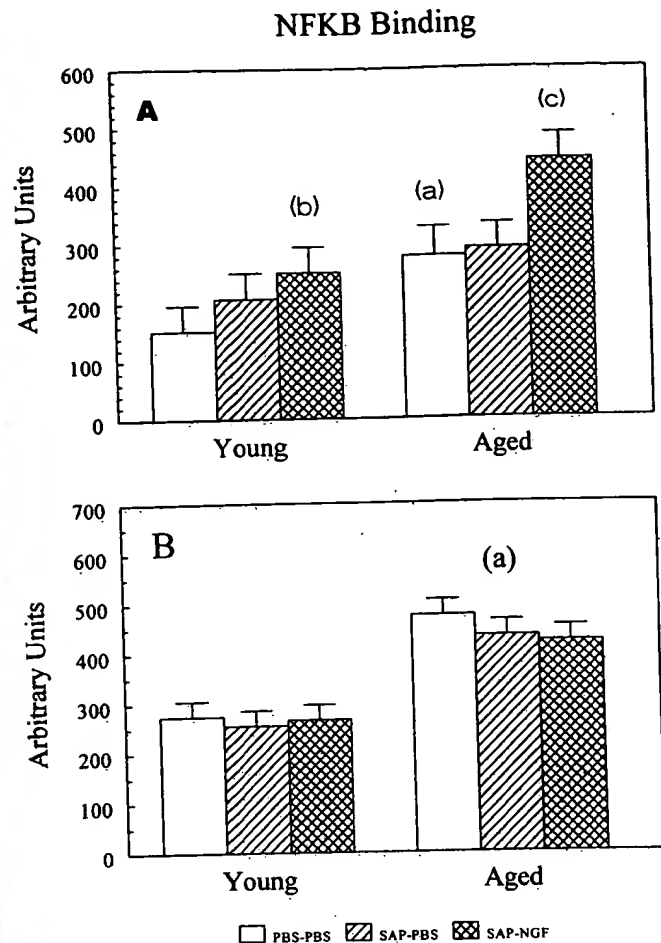 NFKB Binding
A
600
500
400
300
200
100
0
Arbitrary Units
(a)
(b)
(c)
Young
Aged
B
700
600
500
400
300
200
100
0
Arbitrary Units
(a)
Young
Aged
PBS-PBS SAP-PBS SAP-NGF